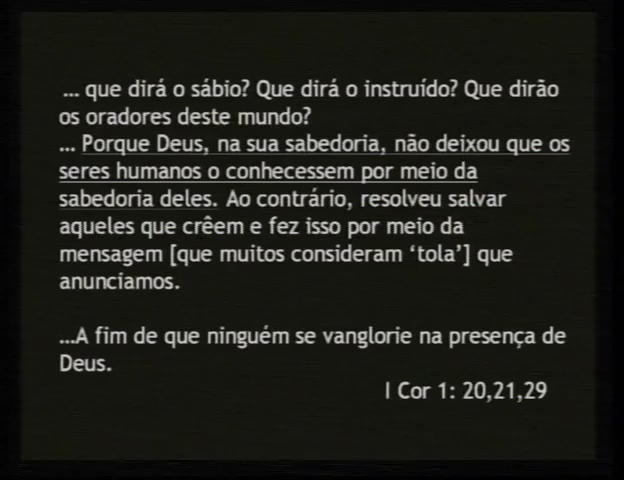 ... que dirá o sábio? Que dirá o instruído? Que dirão
os oradores deste mundo?
... Porque Deus, na sua sabedoria, não deixou que os
seres humanos o conhecessem por meio da
sabedoria deles. Ao contrário, resolveu salvar
aqueles que crêem e fez isso por meio da
mensagem [que muitos consideram ‘tola’] que
anunciamos.
...A fim de que ninguém se vanglorie na presença de
Deus.
I Cor 1: 20,21,29